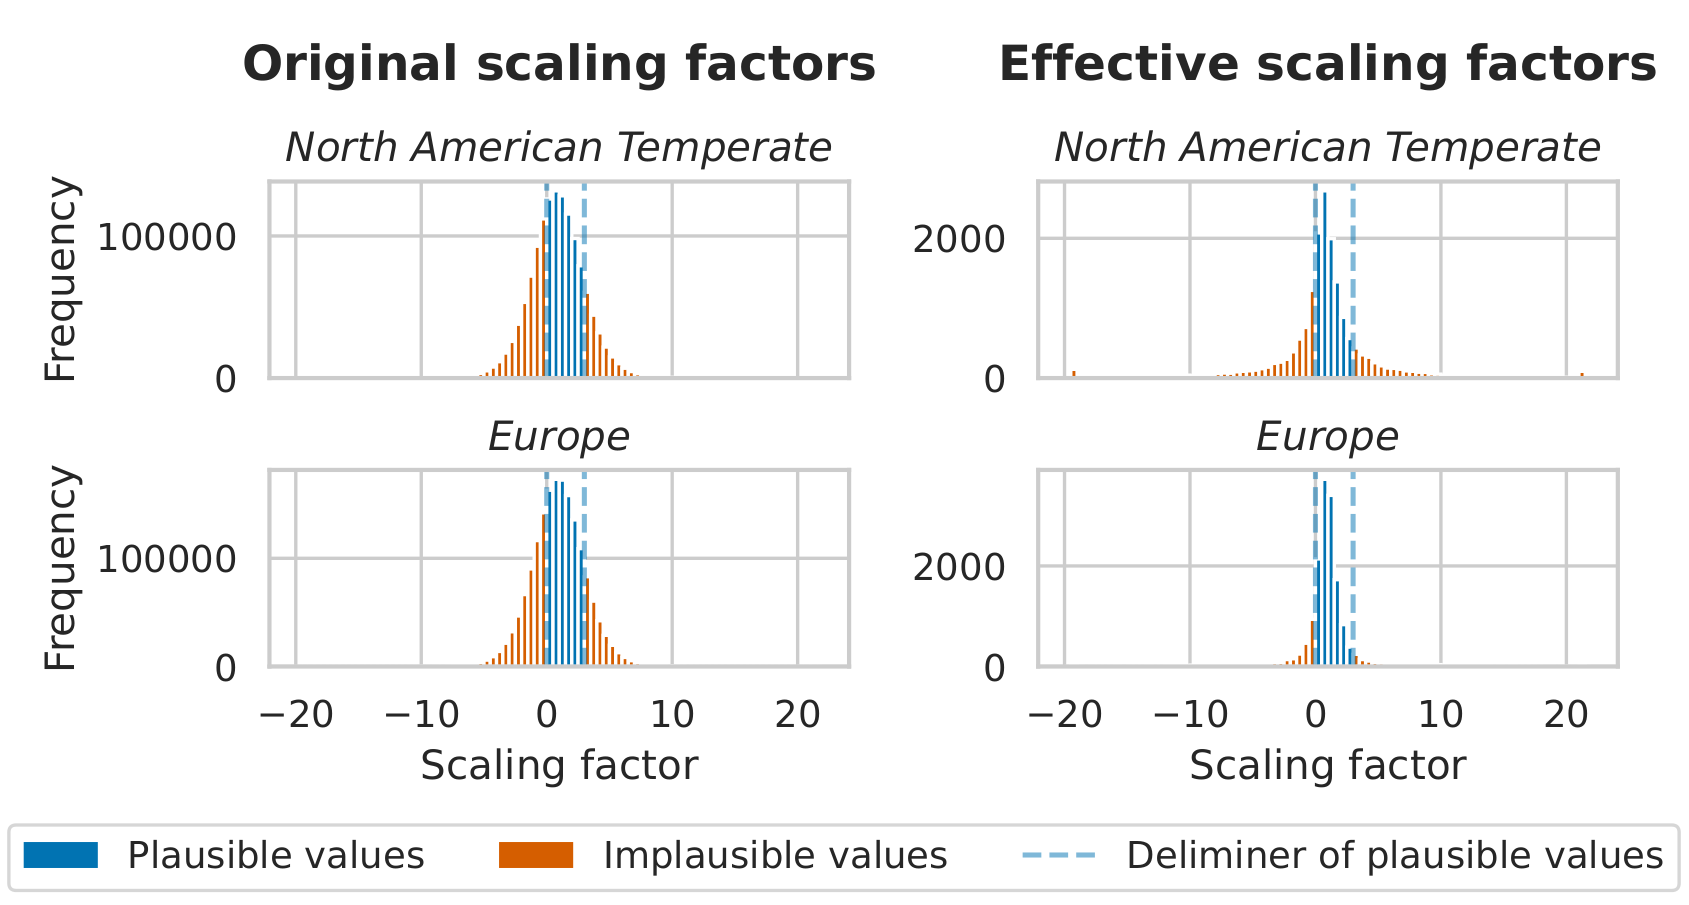 Original scaling factors
Effective scaling factors
North American Temperate
North American Temperate
Frequency
100000
0
2000
0
Europe
Europe
Frequency
100000
0
2000
0
−20 −10 0 10 20
−20 −10 0 10 20
Scaling factor
Scaling factor
Plausible values
Implausible values
Deliminer of plausible values